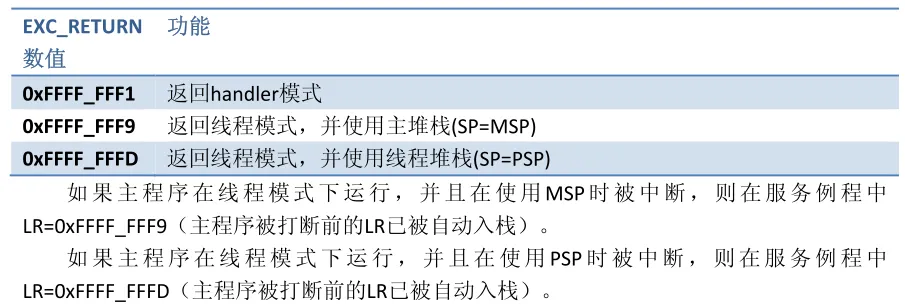 EXC_RETURN 功能
数值
0xFFFF_FFF1 返回handler模式
0xFFFF_FFF9 返回线程模式，并使用主堆栈(SP=MSP)
0xFFFF_FFFD 返回线程模式，并使用线程堆栈(SP=PSP)
如果主程序在线程模式下运行，并且在使用MSP时被中断，则在服务例程中
LR=0xFFFF_FFF9（主程序被打断前的LR已被自动入栈）。
如果主程序在线程模式下运行，并且在使用PSP时被中断，则在服务例程中
LR=0xFFFF_FFFD（主程序被打断前的LR已被自动入栈）。